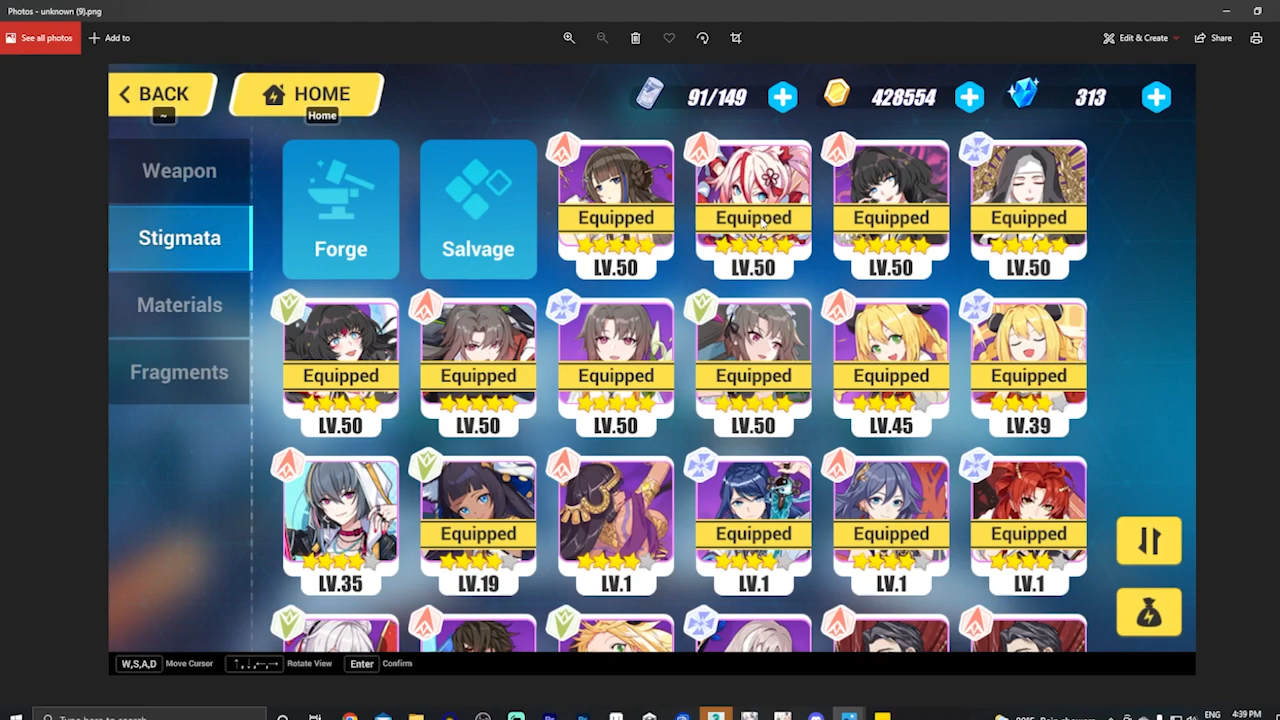 Photos - unknown (9).png
See all photos
Add to
Edit & Create
Share
BACK
~
HOME
Home
91/149
428554
313
Weapon
Stigmata
Materials
Fragments
Forge
Salvage
Equipped
LV.50
Equipped
LV.50
Equipped
LV.50
Equipped
LV.50
Equipped
LV.50
Equipped
LV.50
Equipped
LV.50
Equipped
LV.50
Equipped
LV.45
Equipped
LV.39
LV.35
Equipped
LV.19
LV.1
Equipped
LV.1
Equipped
LV.1
Equipped
LV.1
W,S,A,D Move Cursor
↑,↓,←,→ Rotate View
Enter Confirm
Type here to search
ENG
4:39 PM